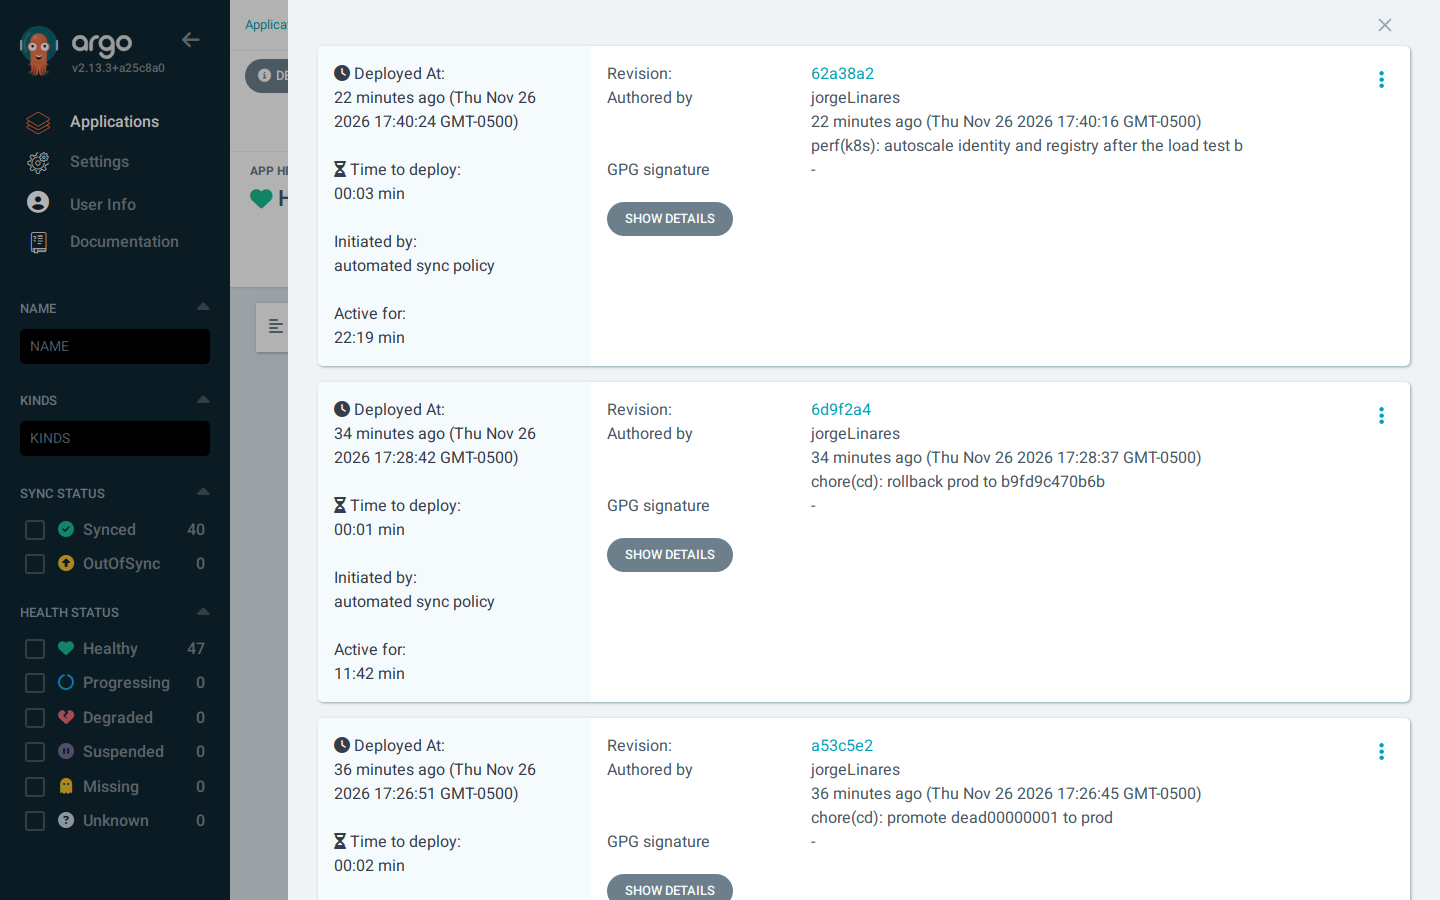 argo
v2.13.3+a25c8a0
Applications
Settings
User Info
Documentation
NAME
NAME
KINDS
KINDS
SYNC STATUS
Synced 40
OutOfSync 0
HEALTH STATUS
Healthy 47
Progressing 0
Degraded 0
Suspended 0
Missing 0
Unknown 0
Applica
DE
APP HE
H
Deployed At:
22 minutes ago (Thu Nov 26
2026 17:40:24 GMT-0500)
Time to deploy:
00:03 min
Initiated by:
automated sync policy
Active for:
22:19 min
Revision: 62a38a2
Authored by jorgeLinares
22 minutes ago (Thu Nov 26 2026 17:40:16 GMT-0500)
perf(k8s): autoscale identity and registry after the load test b
GPG signature -
SHOW DETAILS
Deployed At:
34 minutes ago (Thu Nov 26
2026 17:28:42 GMT-0500)
Time to deploy:
00:01 min
Initiated by:
automated sync policy
Active for:
11:42 min
Revision: 6d9f2a4
Authored by jorgeLinares
34 minutes ago (Thu Nov 26 2026 17:28:37 GMT-0500)
chore(cd): rollback prod to b9fd9c470b6b
GPG signature -
SHOW DETAILS
Deployed At:
36 minutes ago (Thu Nov 26
2026 17:26:51 GMT-0500)
Time to deploy:
00:02 min
Revision: a53c5e2
Authored by jorgeLinares
36 minutes ago (Thu Nov 26 2026 17:26:45 GMT-0500)
chore(cd): promote dead00000001 to prod
GPG signature -
SHOW DETAILS